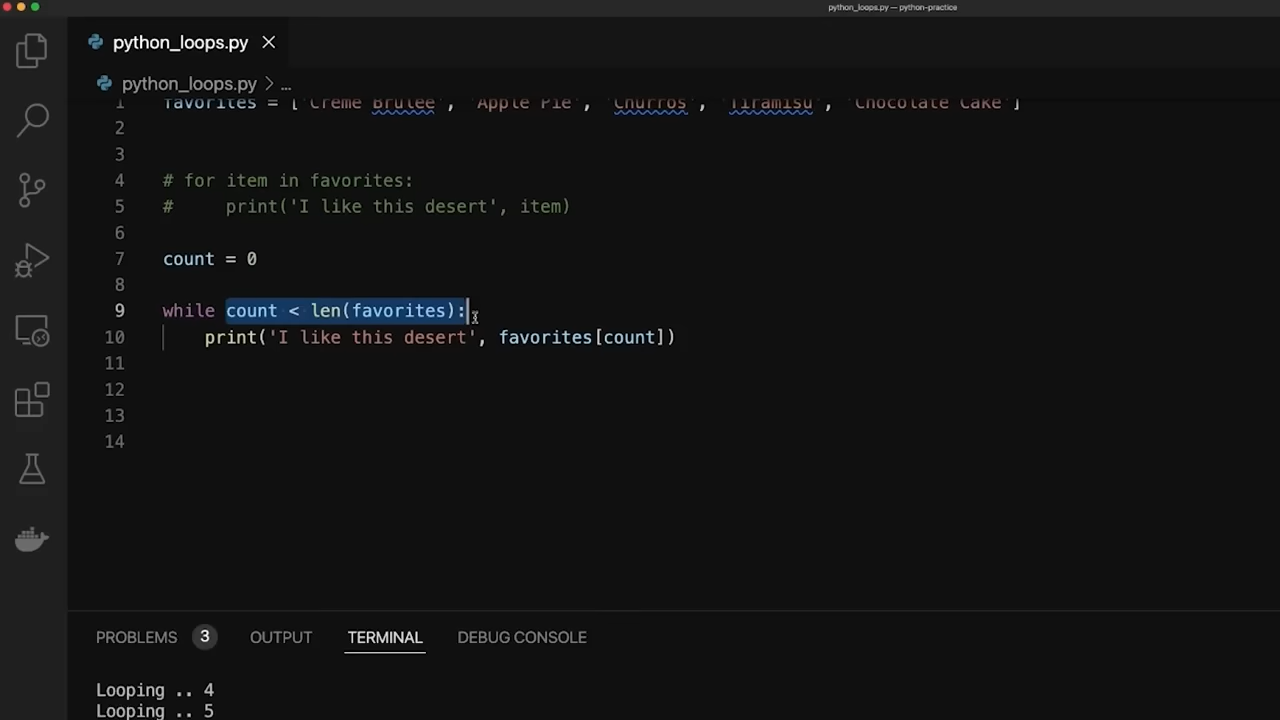 python_loops.py — python-practice
python_loops.py
python_loops.py > ...
1 favorites = ['Creme Brulee', 'Apple Pie', 'Churros', 'Tiramisu', 'Chocolate Cake']
2
3
4 # for item in favorites:
5 #     print('I like this desert', item)
6
7 count = 0
8
9 while count < len(favorites):
10     print('I like this desert', favorites[count])
11
12
13
14
PROBLEMS 3 OUTPUT TERMINAL DEBUG CONSOLE
Looping .. 4
Looping .. 5